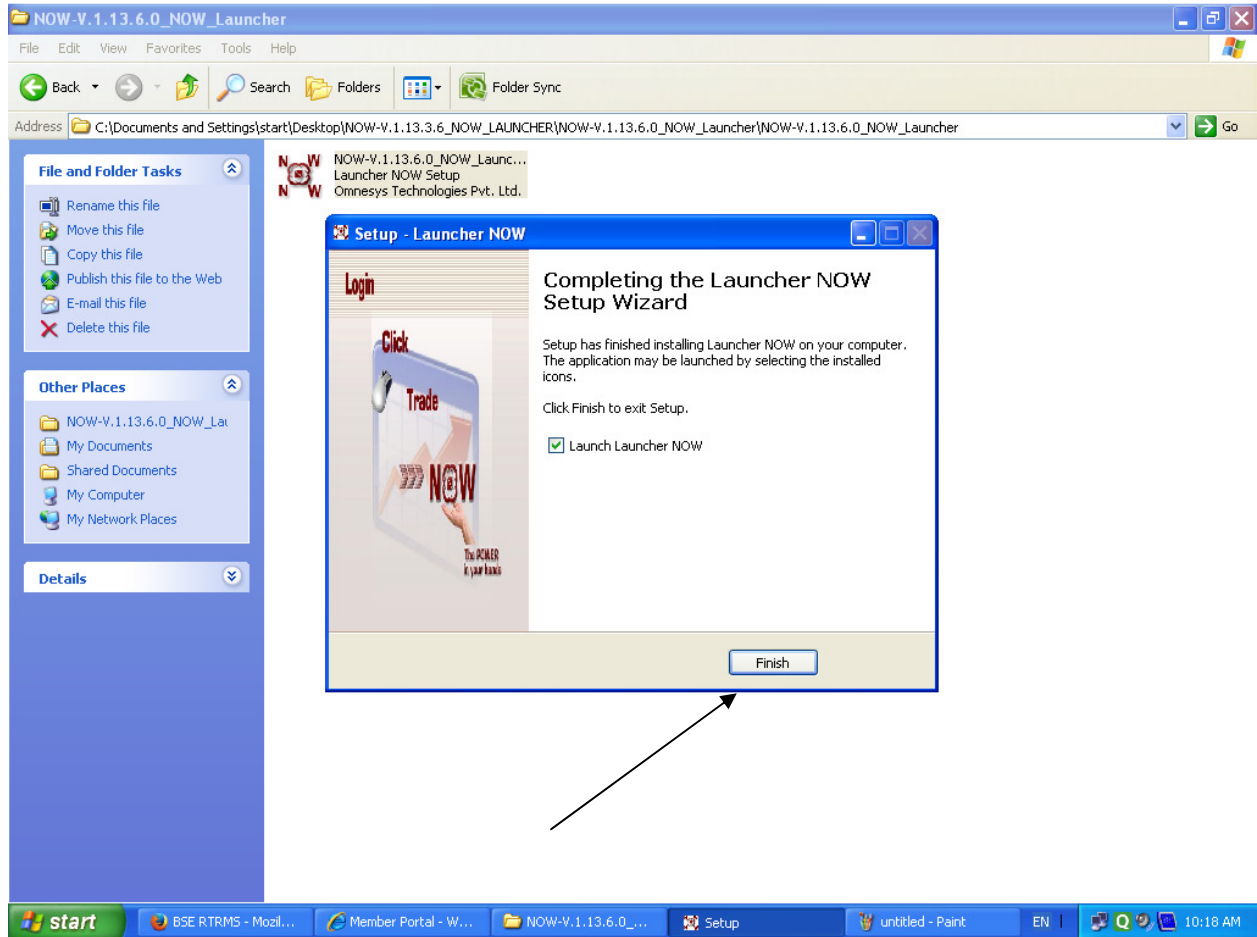 NOW-V.1.13.6.0_NOW_Launcher
File Edit View Favorites Tools Help
Back Search Folders Folder Sync
Address C:\Documents and Settings\start\Desktop\NOW-V.1.13.3.6_NOW_LAUNCHER\NOW-V.1.13.6.0_NOW_Launcher\NOW-V.1.13.6.0_NOW_Launcher Go
File and Folder Tasks
Rename this file
Move this file
Copy this file
Publish this file to the Web
E-mail this file
Delete this file
Other Places
NOW-V.1.13.6.0_NOW_Lau
My Documents
Shared Documents
My Computer
My Network Places
Details
N W
N W
NOW-V.1.13.6.0_NOW_Launc...
Launcher NOW Setup
Omnesys Technologies Pvt. Ltd.
Setup - Launcher NOW
Login
Click
Trade
NOW
The POWER
in your hands
Completing the Launcher NOW
Setup Wizard
Setup has finished installing Launcher NOW on your computer.
The application may be launched by selecting the installed
icons.
Click Finish to exit Setup.
Launch Launcher NOW
Finish
start BSE RTRMS - Mozil... Member Portal - W... NOW-V.1.13.6.0_... Setup untitled - Paint EN Q 10:18 AM